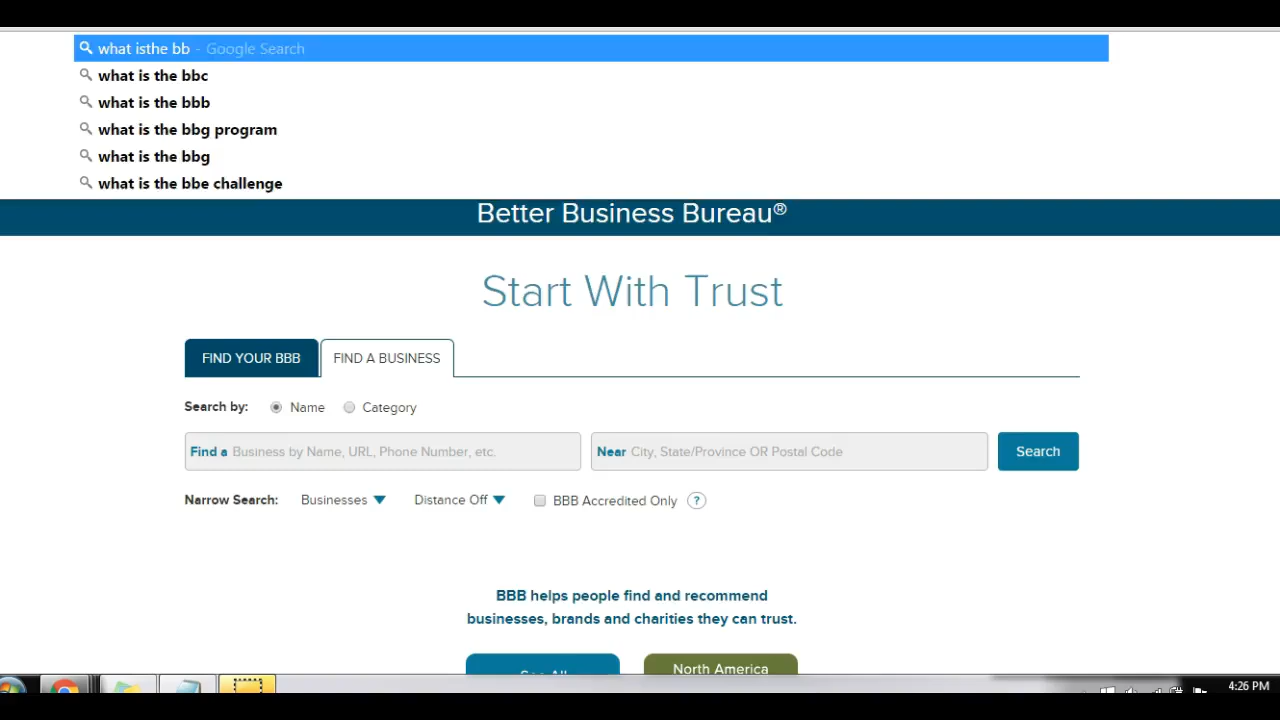 what isthe bb - Google Search
what is the bbc
what is the bbb
what is the bbg program
what is the bbg
what is the bbe challenge
Better Business Bureau®
Start With Trust
FIND YOUR BBB FIND A BUSINESS
Search by: Name Category
Find a Business by Name, URL, Phone Number, etc. Near City, State/Province OR Postal Code Search
Narrow Search: Businesses Distance Off BBB Accredited Only ?
BBB helps people find and recommend
businesses, brands and charities they can trust.
See All North America
4:26 PM